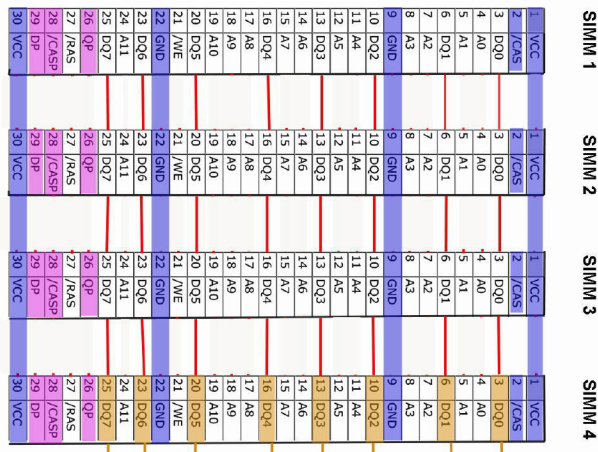 SIMM 1
1 VCC
2 /CAS
3 DQ0
4 A0
5 A1
6 DQ1
7 A2
8 A3
9 GND
10 DQ2
11 A4
12 A5
13 DQ3
14 A6
15 A7
16 DQ4
17 A8
18 A9
19 A10
20 DQ5
21 /WE
22 GND
23 DQ6
24 A11
25 DQ7
26 QP
27 /RAS
28 /CASP
29 DP
30 VCC
SIMM 2
1 VCC
2 /CAS
3 DQ0
4 A0
5 A1
6 DQ1
7 A2
8 A3
9 GND
10 DQ2
11 A4
12 A5
13 DQ3
14 A6
15 A7
16 DQ4
17 A8
18 A9
19 A10
20 DQ5
21 /WE
22 GND
23 DQ6
24 A11
25 DQ7
26 QP
27 /RAS
28 /CASP
29 DP
30 VCC
SIMM 3
1 VCC
2 /CAS
3 DQ0
4 A0
5 A1
6 DQ1
7 A2
8 A3
9 GND
10 DQ2
11 A4
12 A5
13 DQ3
14 A6
15 A7
16 DQ4
17 A8
18 A9
19 A10
20 DQ5
21 /WE
22 GND
23 DQ6
24 A11
25 DQ7
26 QP
27 /RAS
28 /CASP
29 DP
30 VCC
SIMM 4
1 VCC
2 /CAS
3 DQ0
4 A0
5 A1
6 DQ1
7 A2
8 A3
9 GND
10 DQ2
11 A4
12 A5
13 DQ3
14 A6
15 A7
16 DQ4
17 A8
18 A9
19 A10
20 DQ5
21 /WE
22 GND
23 DQ6
24 A11
25 DQ7
26 QP
27 /RAS
28 /CASP
29 DP
30 VCC